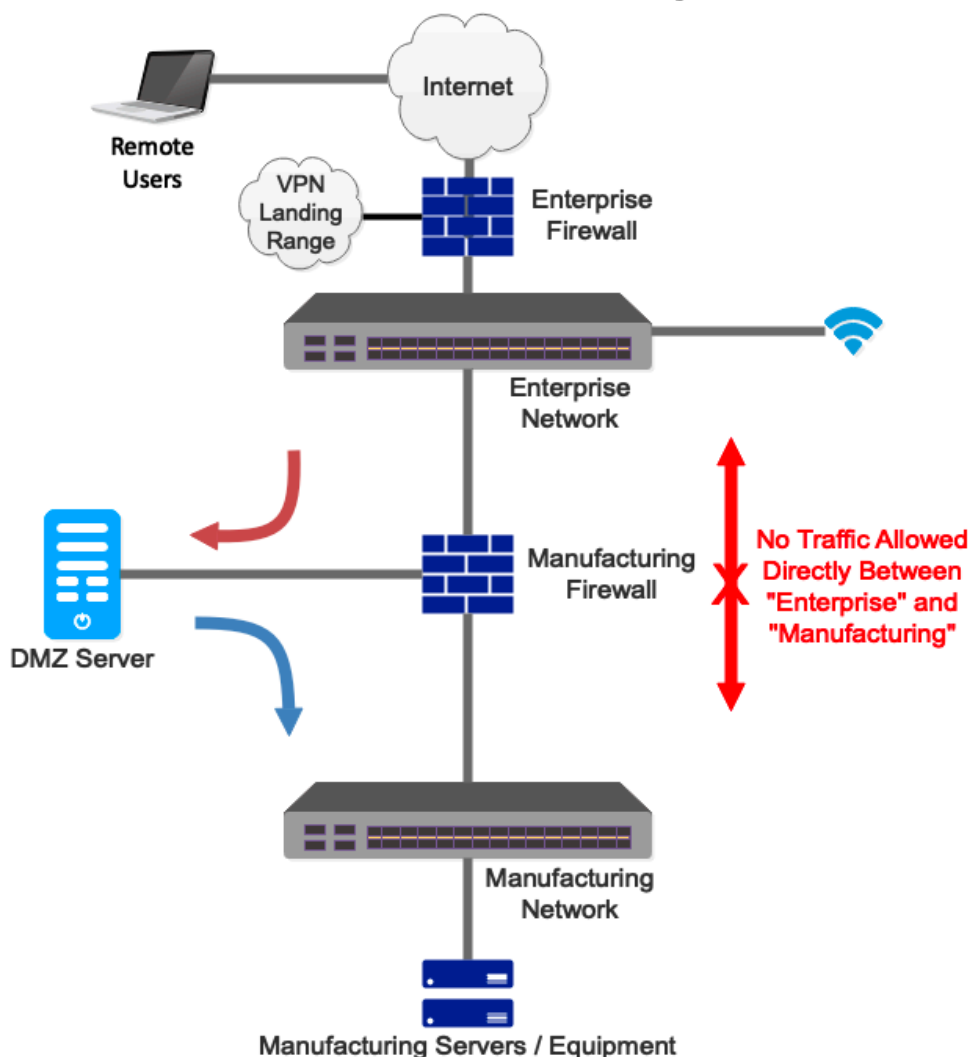 Internet
Remote
Users
VPN
Landing
Range
Enterprise
Firewall
Enterprise
Network
No Traffic Allowed
Directly Between
"Enterprise" and
"Manufacturing"
Manufacturing
Firewall
DMZ Server
Manufacturing
Network
Manufacturing Servers / Equipment